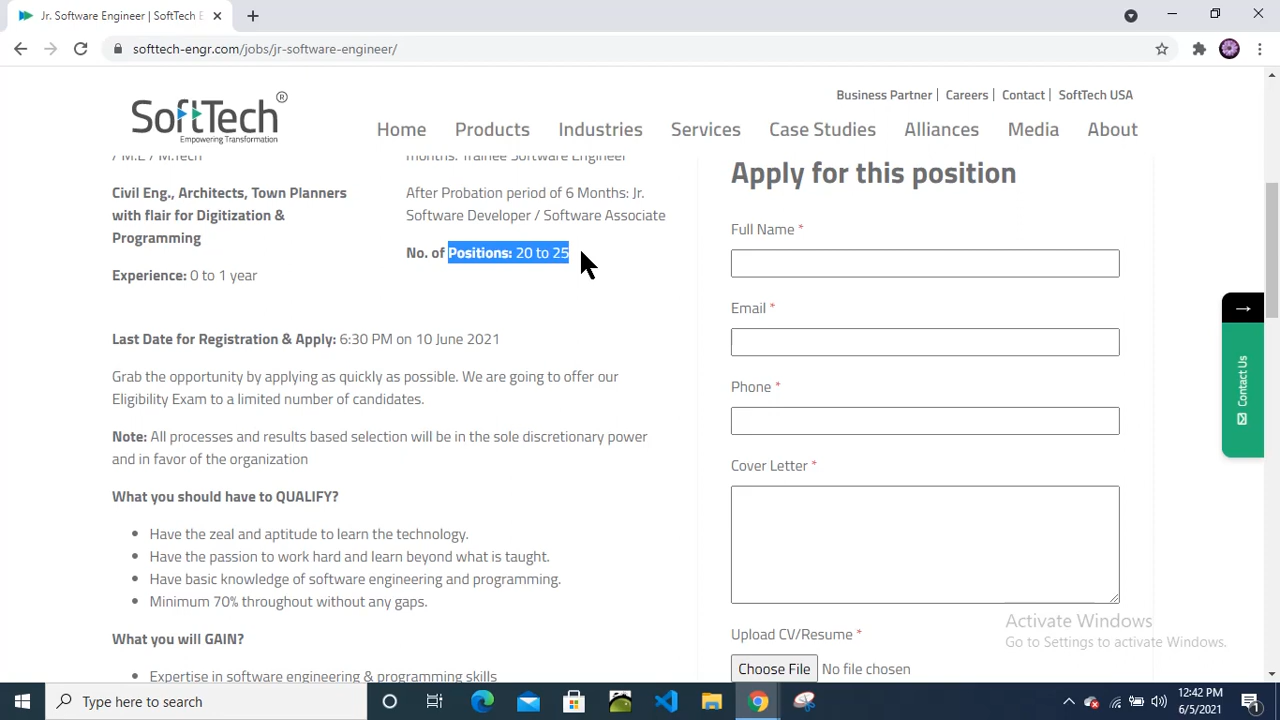 Jr. Software Engineer | SoftTech E
softtech-engr.com/jobs/jr-software-engineer/
SoftTech®
Empowering Transformation
Business Partner | Careers | Contact | SoftTech USA
Home Products Industries Services Case Studies Alliances Media About
/ M.E / M.Tech
Civil Eng., Architects, Town Planners
with flair for Digitization &
Programming
Experience: 0 to 1 year
months: Trainee Software Engineer
After Probation period of 6 Months: Jr.
Software Developer / Software Associate
No. of Positions: 20 to 25
Last Date for Registration & Apply: 6:30 PM on 10 June 2021
Grab the opportunity by applying as quickly as possible. We are going to offer our
Eligibility Exam to a limited number of candidates.
Note: All processes and results based selection will be in the sole discretionary power
and in favor of the organization
What you should have to QUALIFY?
Have the zeal and aptitude to learn the technology.
Have the passion to work hard and learn beyond what is taught.
Have basic knowledge of software engineering and programming.
Minimum 70% throughout without any gaps.
What you will GAIN?
Expertise in software engineering & programming skills
Apply for this position
Full Name *
Email *
Phone *
Cover Letter *
Upload CV/Resume *
Choose File No file chosen
Contact Us
Activate Windows
Go to Settings to activate Windows.
Type here to search
12:42 PM
6/5/2021
1